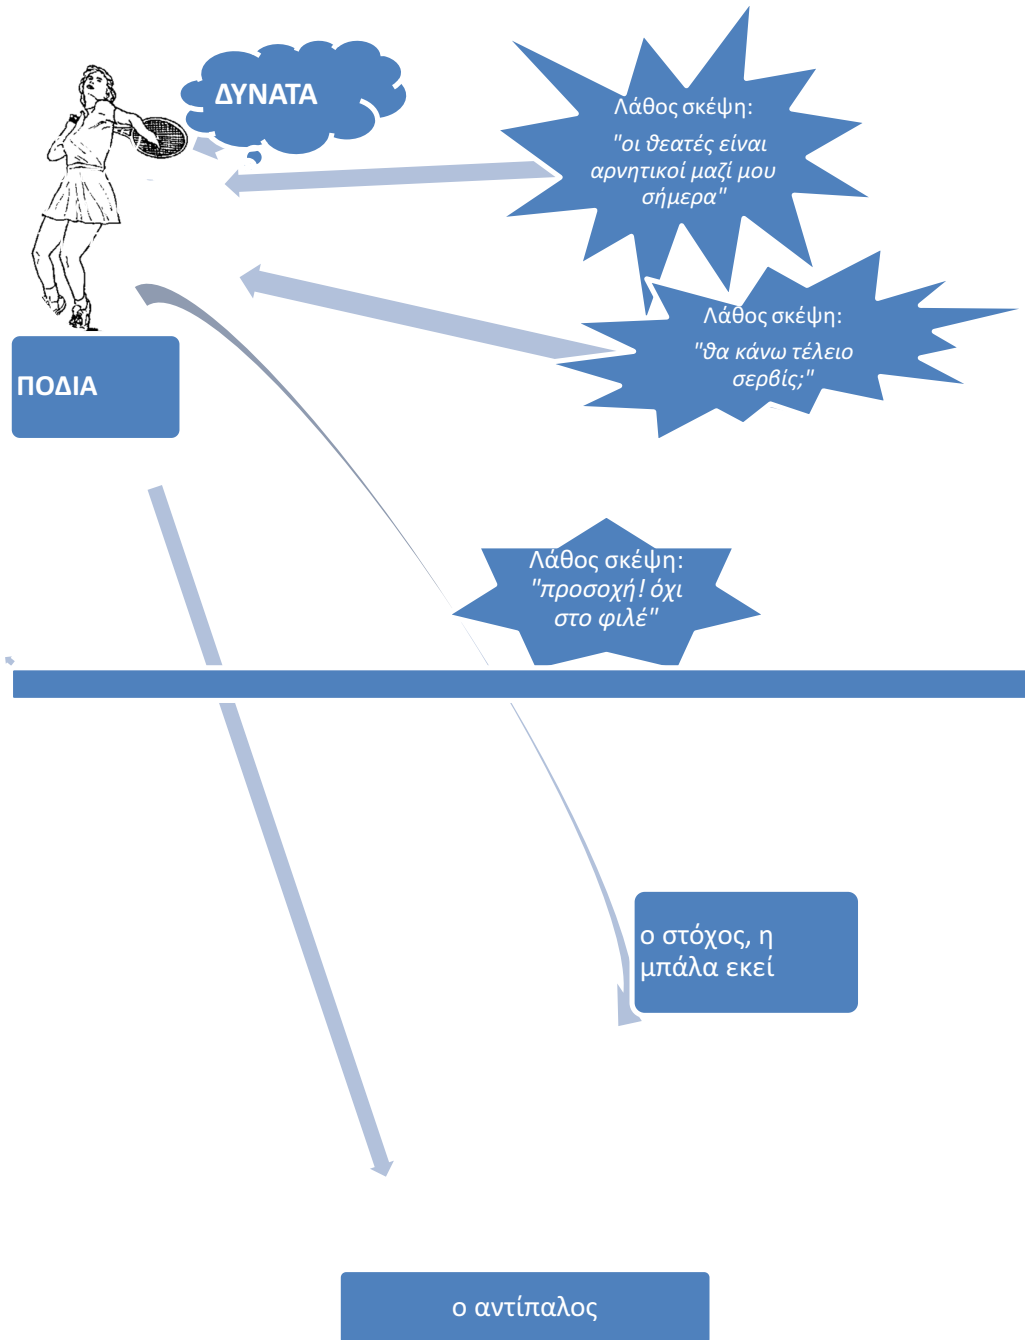 ΔΥΝΑΤΑ
Λάθος σκέψη:
"οι θεατές είναι
αρνητικοί μαζί μου
σήμερα"
Λάθος σκέψη:
"θα κάνω τέλειο
σερβίς;"
ΠΟΔΙΑ
Λάθος σκέψη:
"προσοχή! όχι
στο φιλέ"
ο στόχος, η
μπάλα εκεί
ο αντίπαλος